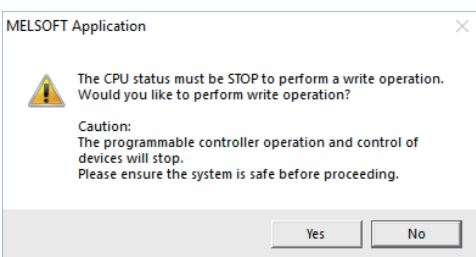 MELSOFT Application
The CPU status must be STOP to perform a write operation.
Would you like to perform write operation?
Caution:
The programmable controller operation and control of
devices will stop.
Please ensure the system is safe before proceeding.
Yes
No